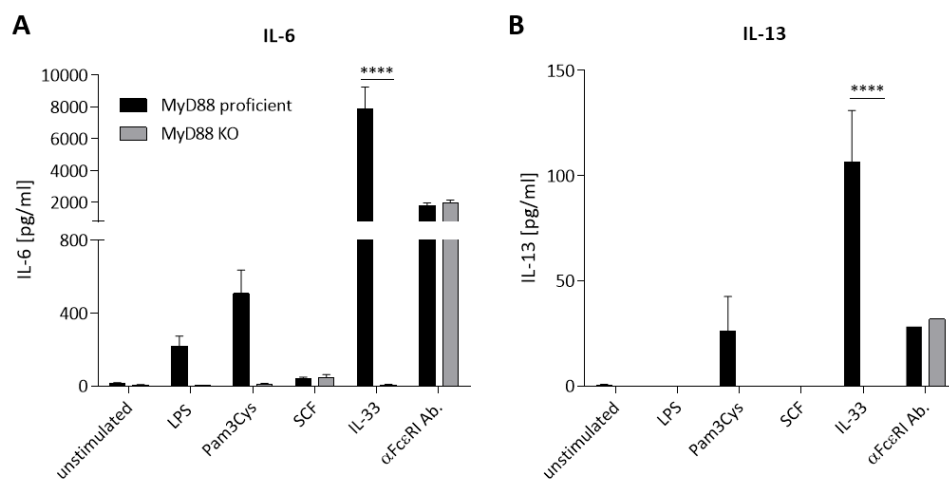 A
IL-6
IL-6 [pg/ml]
10000
8000
6000
4000
2000
800
400
0
MyD88 proficient
MyD88 KO
****
unstimulated
LPS
Pam3Cys
SCF
IL-33
αFcεRI Ab.
B
IL-13
IL-13 [pg/ml]
150
100
50
0
****
unstimulated
LPS
Pam3Cys
SCF
IL-33
αFcεRI Ab.